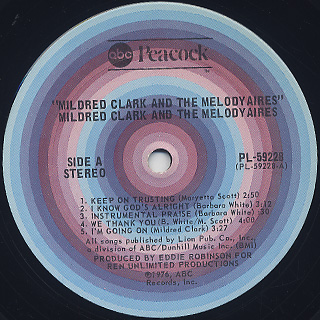 abc Peacock
"MILDRED CLARK AND THE MELODYAIRES"
MILDRED CLARK AND THE MELODYAIRES
SIDE A
STEREO
PL-59228
(PL-59228-A)
1. KEEP ON TRUSTING (Maryetta Scott) 2:50
2. I KNOW GOD'S ALRIGHT (Barbara White) 3:12
3. INSTRUMENTAL PRAISE (Barbara White) :30
4. WE THANK YOU (B. White/M. Scott) 4:00
5. I'M GOING ON (Mildred Clark) 3:27
All songs published by Lion Pub. Co., Inc.,
a division of ABC/Dunhill Music Inc. (BMI)
PRODUCED BY EDDIE ROBINSON FOR
REN UNLIMITED PRODUCTIONS
©1976, ABC
Records, Inc.